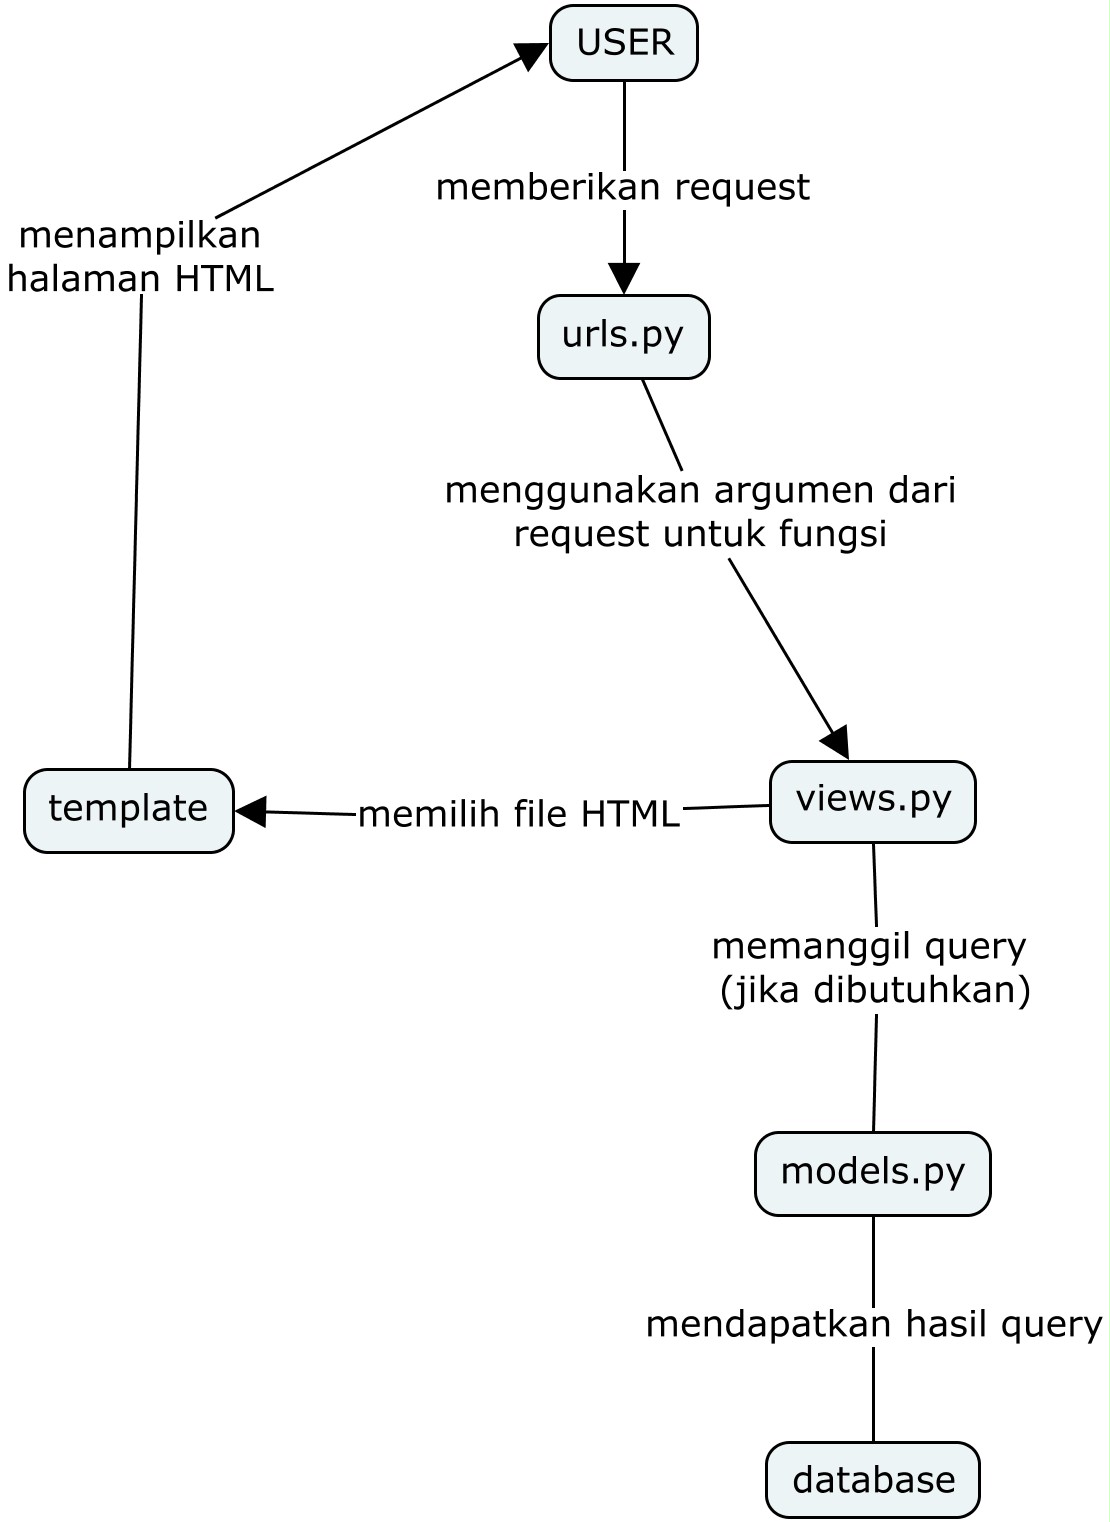 USER
memberikan request
menampilkan
halaman HTML
urls.py
menggunakan argumen dari
request untuk fungsi
template
memilih file HTML
views.py
memanggil query
(jika dibutuhkan)
models.py
mendapatkan hasil query
database